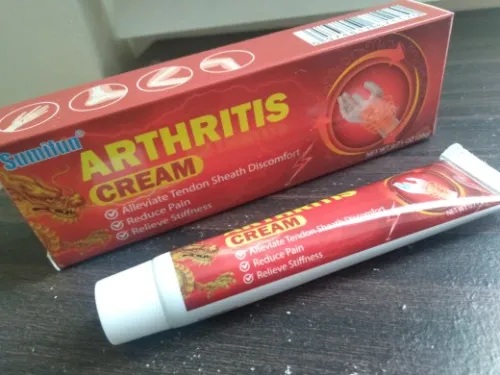 Sumifun
ARTHRITIS
CREAM
Alleviate Tendon Sheath Discomfort
Reduce Pain
Relieve Stiffness
ARTHRITIS
CREAM
Alleviate Tendon Sheath Discomfort
Reduce Pain
Relieve Stiffness